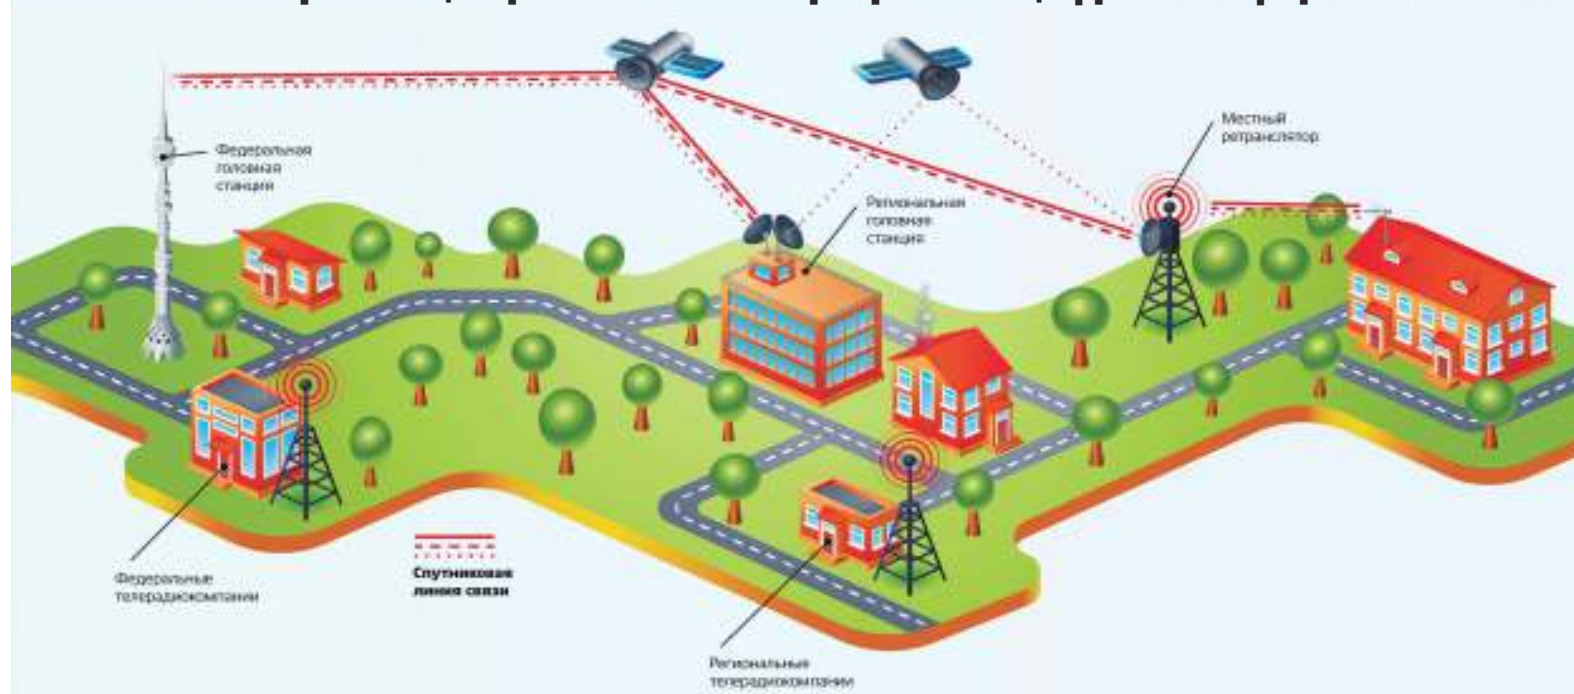 Федеральная
головная
станция
Местный
ретранслятор
Региональная
головная
станция
Федеральные
телерадиокомпании
Спутниковая
линия связи
Региональные
телерадиокомпании